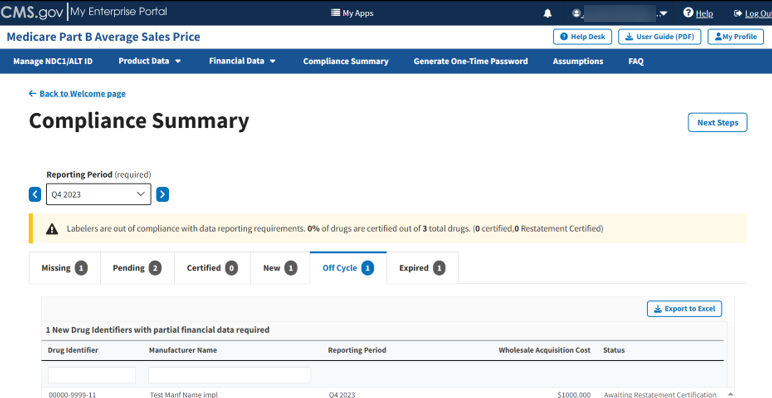 CMS.gov My Enterprise Portal My Apps Help Log Out
Medicare Part B Average Sales Price Help Desk User Guide (PDF) My Profile
Manage NDC1/ALT ID Product Data Financial Data Compliance Summary Generate One-Time Password Assumptions FAQ
Back to Welcome page
Compliance Summary
Next Steps
Reporting Period (required)
Q4 2023
Labelers are out of compliance with data reporting requirements. 0% of drugs are certified out of 3 total drugs. (0 certified,0 Restatement Certified)
Missing 1 Pending 2 Certified 0 New 1 Off Cycle 1 Expired 1
Export to Excel
1 New Drug Identifiers with partial financial data required
Drug Identifier Manufacturer Name Reporting Period Wholesale Acquisition Cost Status
00000-9999-11 Test Manf Name impl Q4 2023 $1000.000 Awaiting Restatement Certification